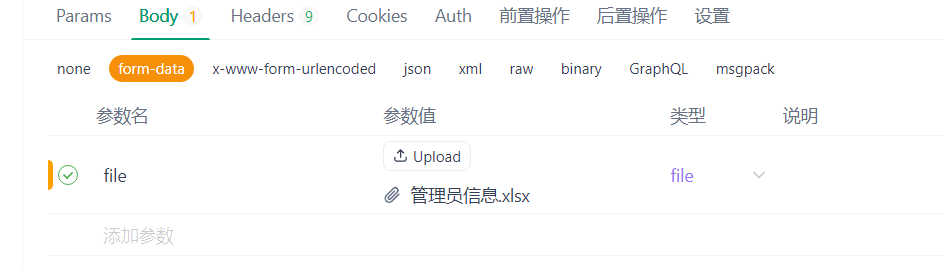 Params Body 1 Headers 9 Cookies Auth 前置操作 后置操作 设置
none form-data x-www-form-urlencoded json xml raw binary GraphQL msgpack
参数名 参数值 类型 说明
Upload
file file
管理员信息.xlsx
添加参数